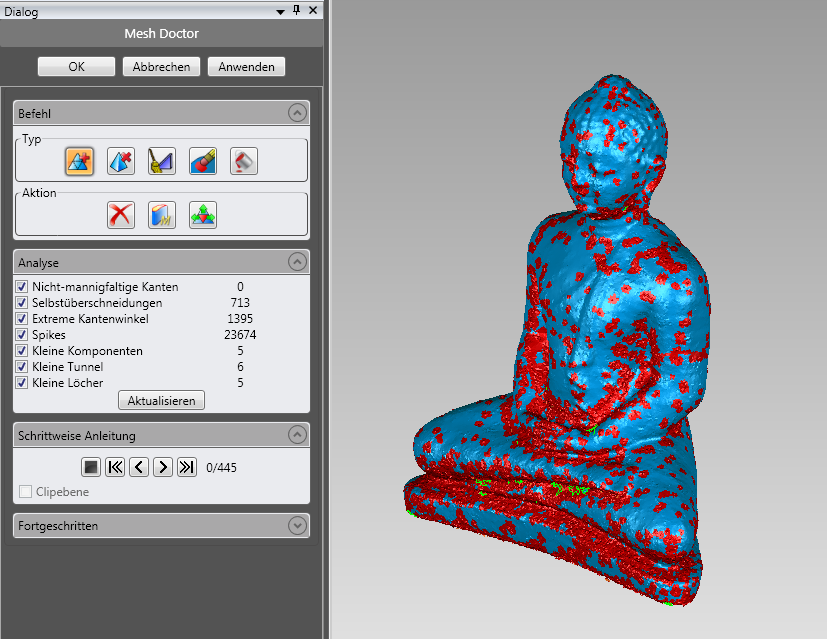 Dialog
Mesh Doctor
OK Abbrechen Anwenden
Befehl
Typ
Aktion
Analyse
Nicht-mannigfaltige Kanten 0
Selbstüberschneidungen 713
Extreme Kantenwinkel 1395
Spikes 23674
Kleine Komponenten 5
Kleine Tunnel 6
Kleine Löcher 5
Aktualisieren
Schrittweise Anleitung
0/445
Clipebene
Fortgeschritten